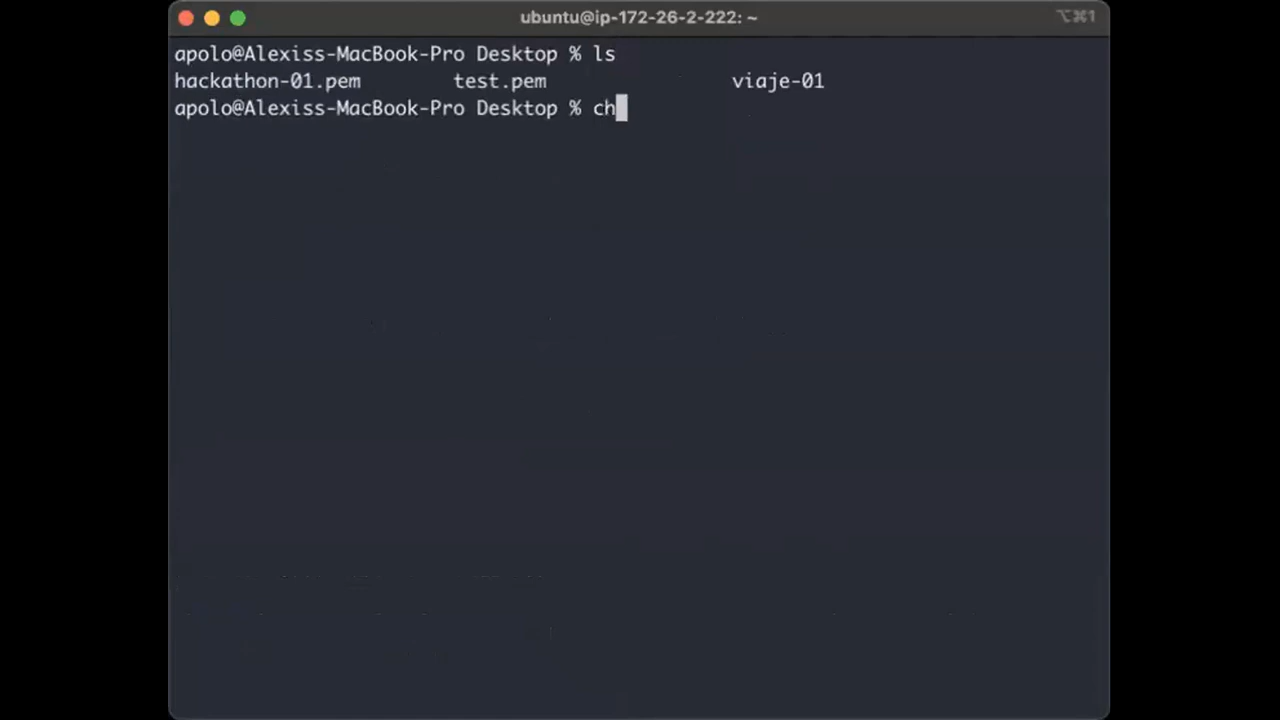 ubuntu@ip-172-26-2-222: ~ ⌥⌘1
apolo@Alexiss-MacBook-Pro Desktop % ls
hackathon-01.pem test.pem viaje-01
apolo@Alexiss-MacBook-Pro Desktop % ch